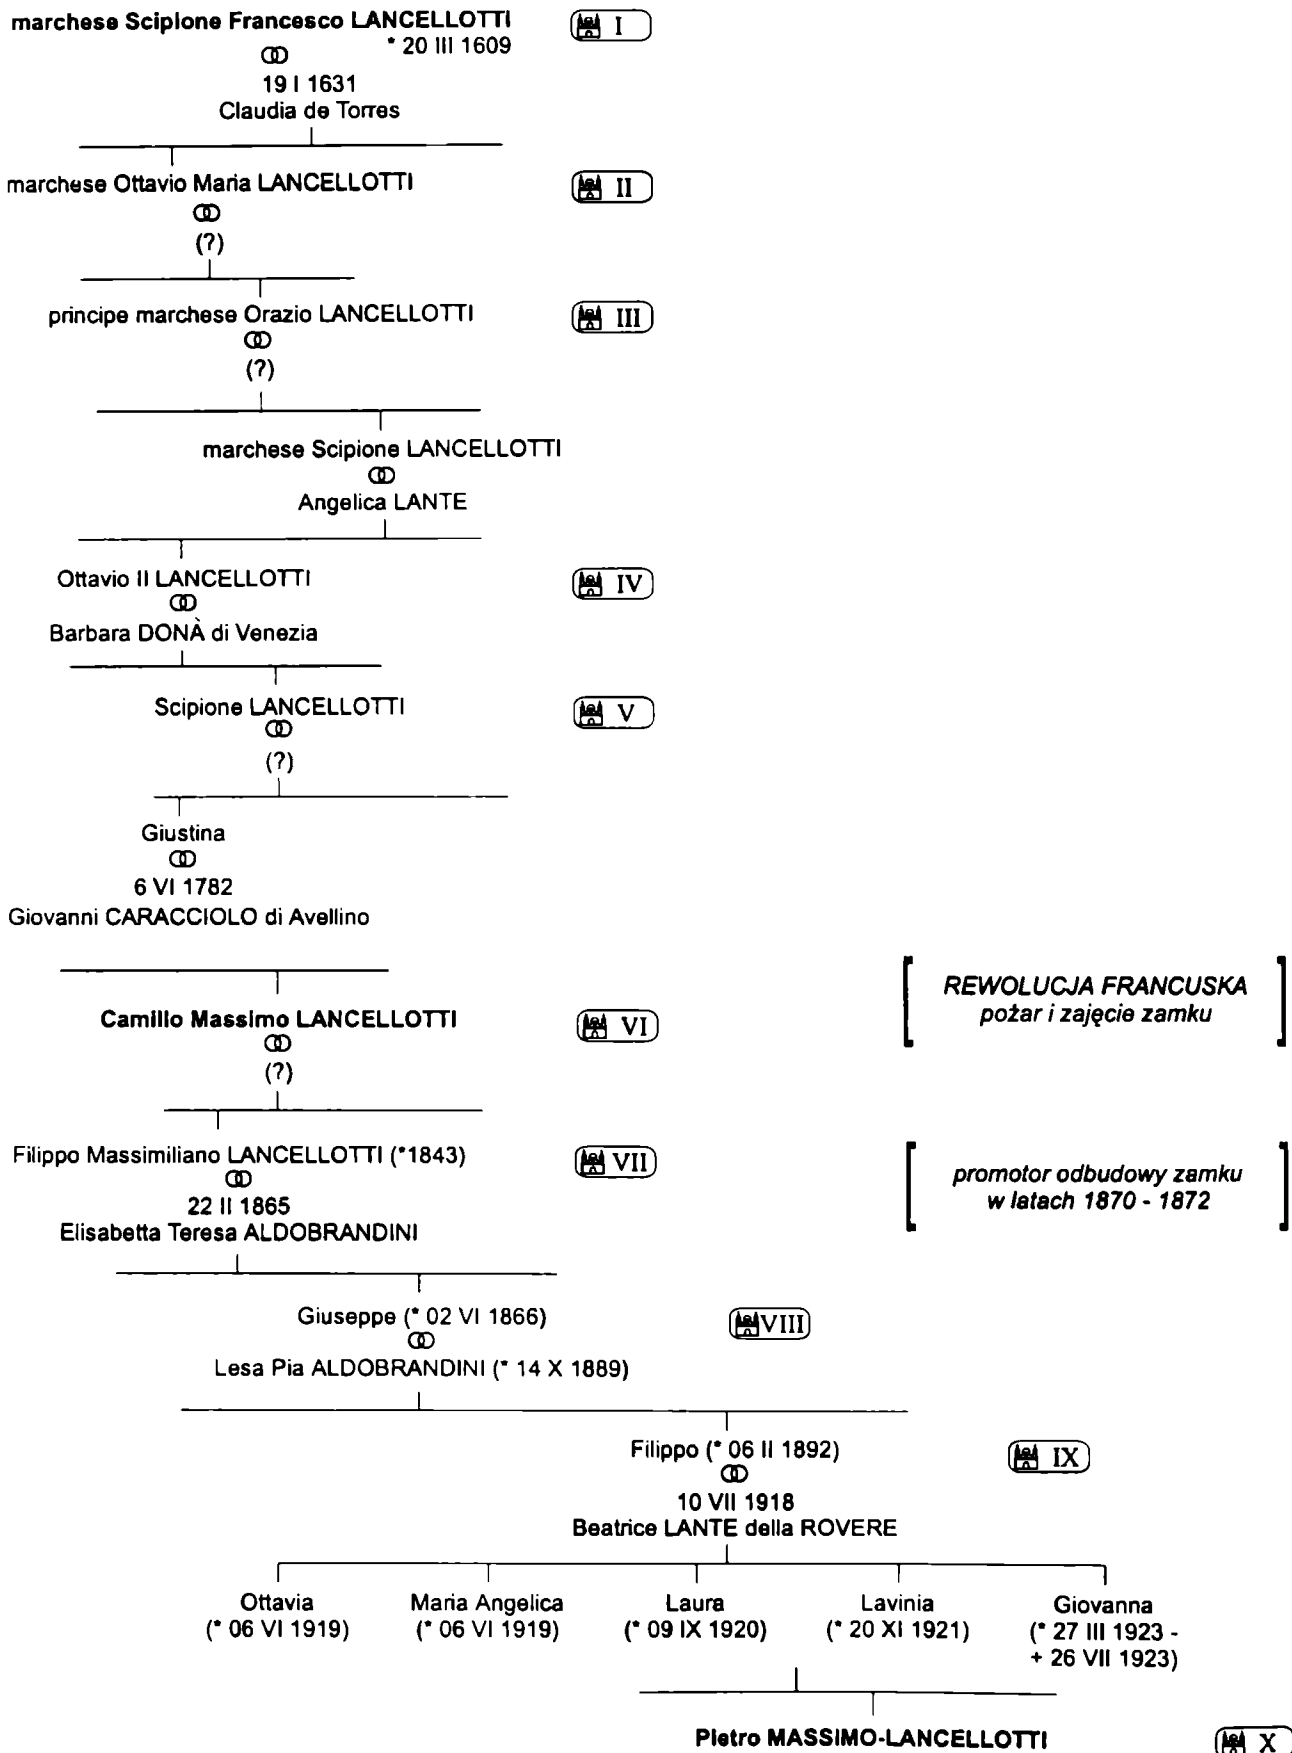 marchese Scipione Francesco LANCELLOTTI I
* 20 III 1609
19 I 1631
Claudia de Torres
marchese Ottavio Maria LANCELLOTTI II
(?)
principe marchese Orazio LANCELLOTTI III
(?)
marchese Scipione LANCELLOTTI
Angelica LANTE
Ottavio II LANCELLOTTI IV
Barbara DONÀ di Venezia
Scipione LANCELLOTTI V
(?)
Giustina
6 VI 1782
Giovanni CARACCIOLO di Avellino
REWOLUCJA FRANCUSKA
pożar i zajęcie zamku
Camillo Massimo LANCELLOTTI VI
(?)
Filippo Massimiliano LANCELLOTTI (*1843) VII
promotor odbudowy zamku
w latach 1870 - 1872
22 II 1865
Elisabetta Teresa ALDOBRANDINI
Giuseppe (* 02 VI 1866) VIII
Lesa Pia ALDOBRANDINI (* 14 X 1889)
Filippo (* 06 II 1892) IX
10 VII 1918
Beatrice LANTE della ROVERE
Ottavia Maria Angelica Laura Lavinia Giovanna
(* 06 VI 1919) (* 06 VI 1919) (* 09 IX 1920) (* 20 XI 1921) (* 27 III 1923 -
+ 26 VII 1923)
Pietro MASSIMO-LANCELLOTTI X